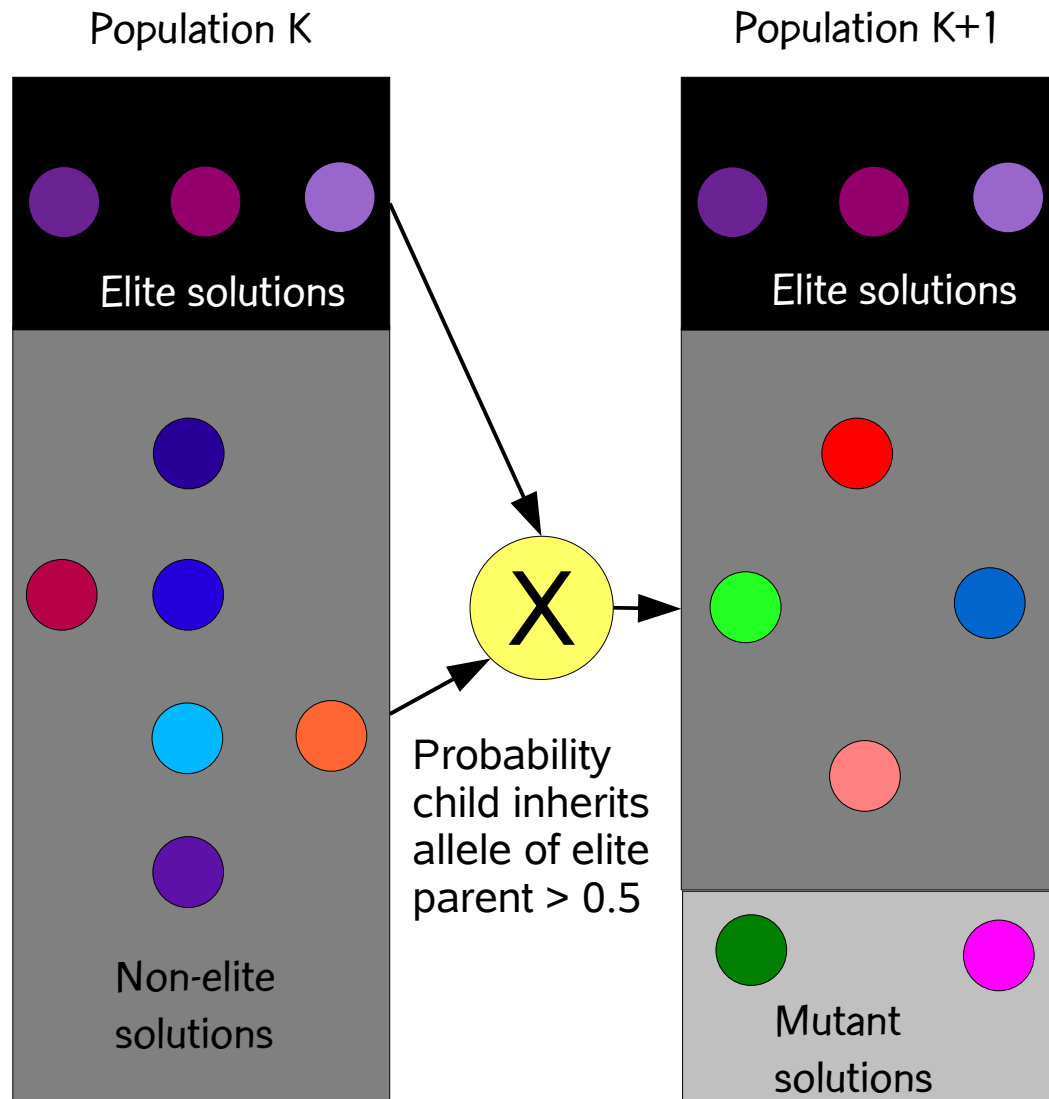 Population K
Population K+1
Elite solutions
Elite solutions
X
Probability
child inherits
allele of elite
parent > 0.5
Non-elite
solutions
Mutant
solutions